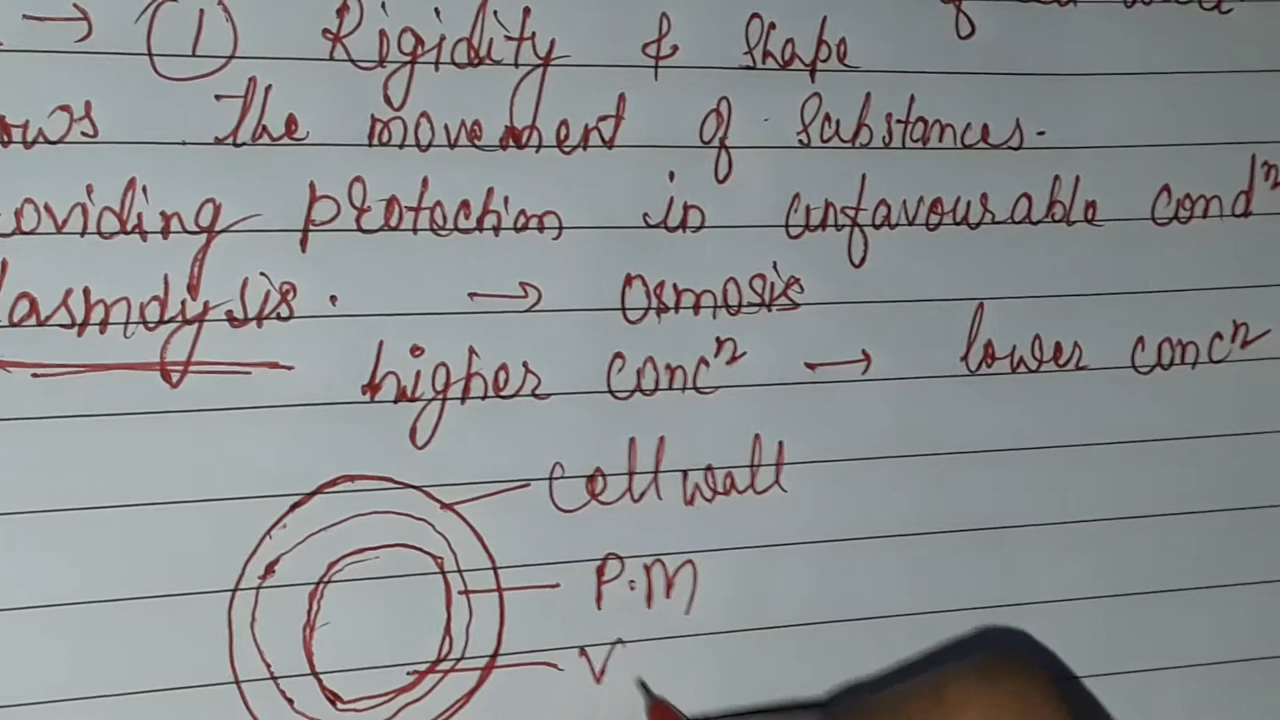 → ① Rigidity & shape
ows the movement of substances.
oviding protection in unfavourable condⁿ
lasmolysis. → Osmosis
higher concⁿ → lower concⁿ
Cell wall
P.M
V